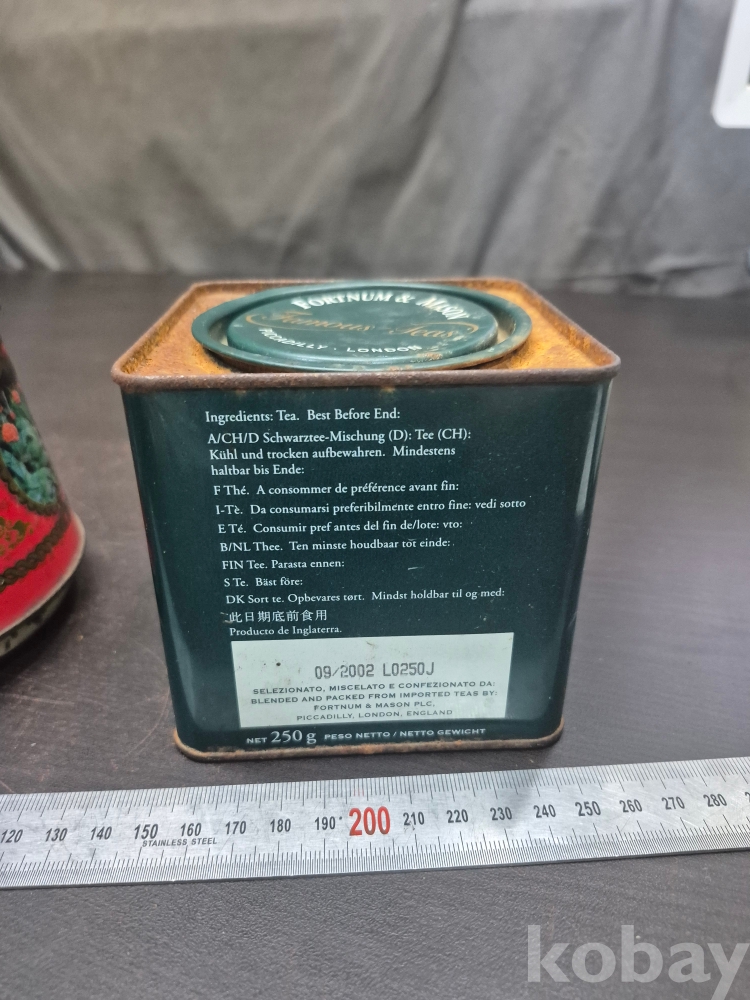 FORTNUM & MASON
Famous Teas
PICCADILLY · LONDON
Ingredients: Tea. Best Before End:
A/CH/D Schwarztee-Mischung (D): Tee (CH):
Kühl und trocken aufbewahren. Mindestens
haltbar bis Ende:
F Thé. A consommer de préférence avant fin:
I-Tè. Da consumarsi preferibilmente entro fine: vedi sotto
E Té. Consumir pref antes del fin de/lote: vto:
B/NL Thee. Ten minste houdbaar tot einde:
FIN Tee. Parasta ennen:
S Te. Bäst före:
DK Sort te. Opbevares tørt. Mindst holdbar til og med:
此日期底前食用
Producto de Inglaterra.
09/2002 L0250J
SELEZIONATO, MISCELATO E CONFEZIONATO DA:
BLENDED AND PACKED FROM IMPORTED TEAS BY:
FORTNUM & MASON PLC,
PICCADILLY, LONDON, ENGLAND
NET 250 g PESO NETTO / NETTO GEWICHT
120 130 140 150 160 170 180 190 200 210 220 230 240 250 260 270 280
STAINLESS STEEL
kobay